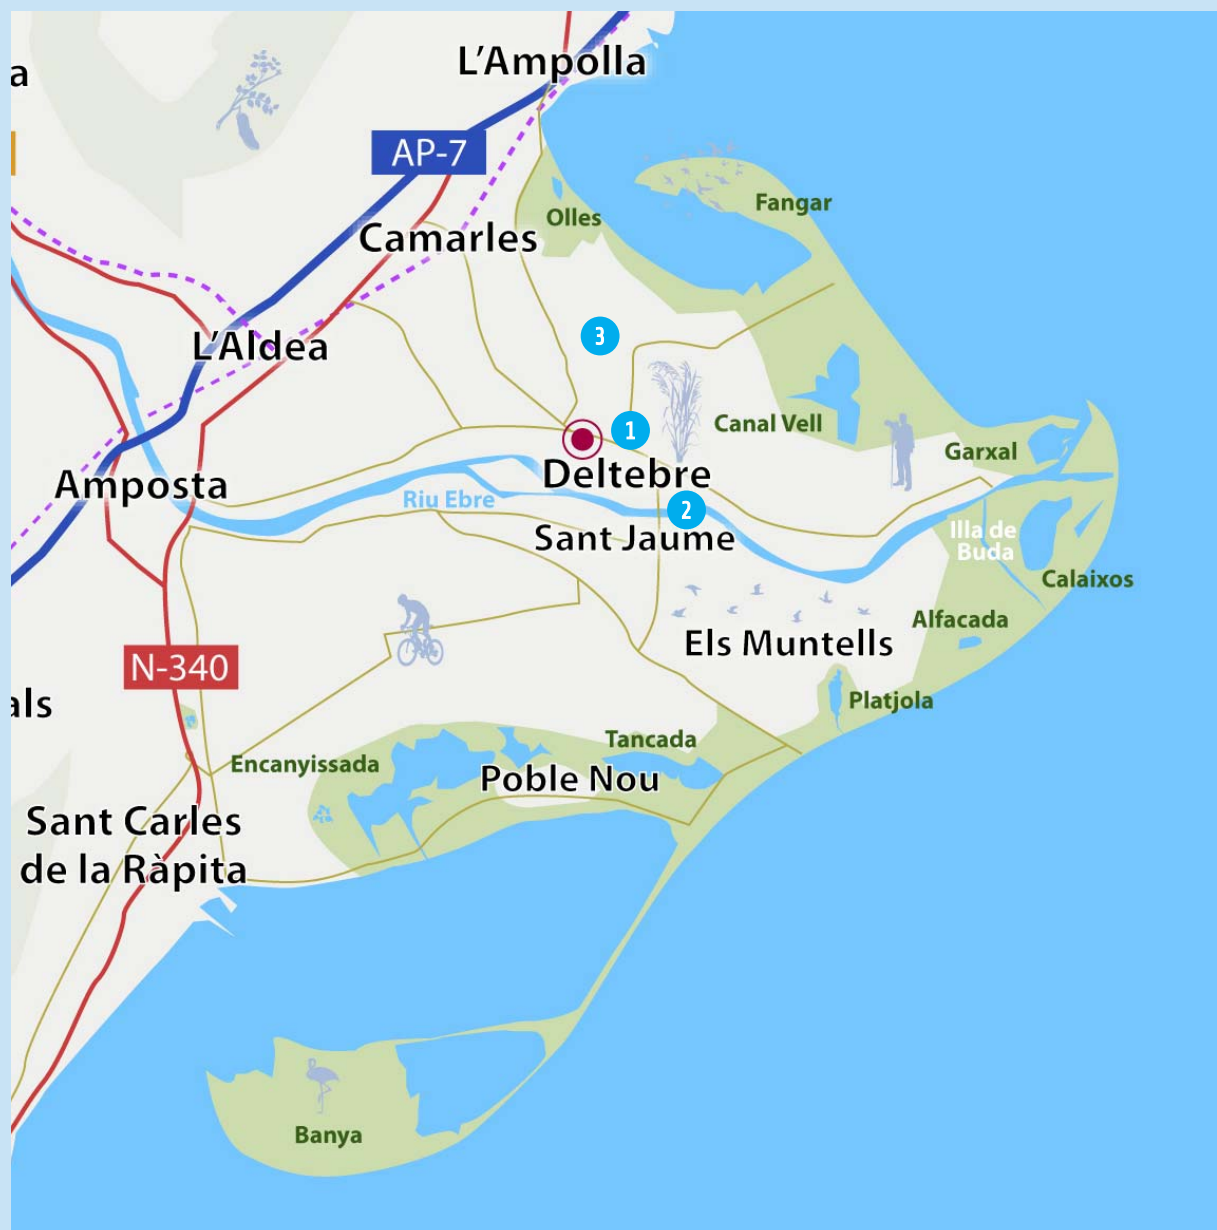 L'Ampolla
a
AP-7
Fangar
Olles
Camarles
3
L'Aldea
Canal Vell
1
Garxal
Deltebre
Amposta
Riu Ebre
2
Sant Jaume
Illa de
Buda
Calaixos
Alfacada
Els Muntells
N-340
als
Platjola
Tancada
Encanyissada
Poble Nou
Sant Carles
de la Ràpita
Banya